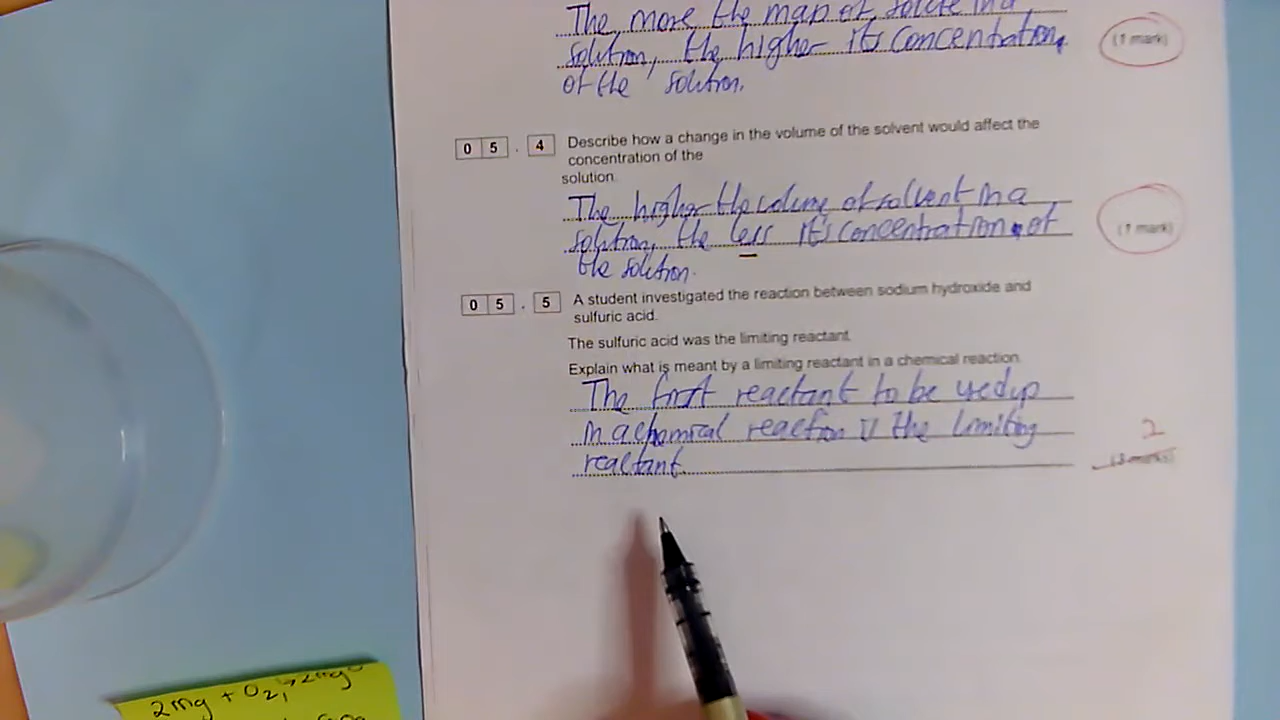 The, more the map of, solute in a
solution, the higher its concentration,
of the solution.
(1 mark)
0 5 . 4 Describe how a change in the volume of the solvent would affect the
concentration of the
solution.
The higher the volume of solvent in a
solution, the less it's concentration of
the solution.
(1 mark)
0 5 . 5 A student investigated the reaction between sodium hydroxide and
sulfuric acid.
The sulfuric acid was the limiting reactant.
Explain what is meant by a limiting reactant in a chemical reaction.
The first reactant to be used up
in a chemical reaction is the limiting
reactant.
2
2mg + O2,